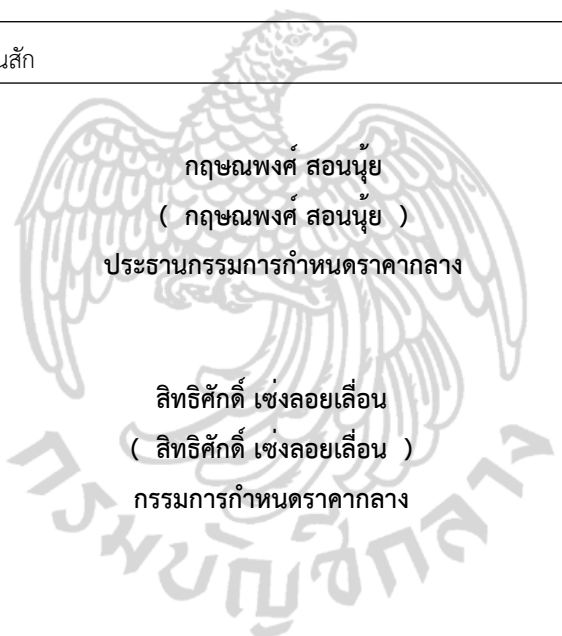 นสัก
กฤษณพงศ์ สอนนุ้ย
( กฤษณพงศ์ สอนนุ้ย )
ประธานกรรมการกำหนดราคากลาง
สิทธิศักดิ์ เซ่งลอยเลื่อน
( สิทธิศักดิ์ เซ่งลอยเลื่อน )
กรรมการกำหนดราคากลาง
กรมบัญชีกลาง